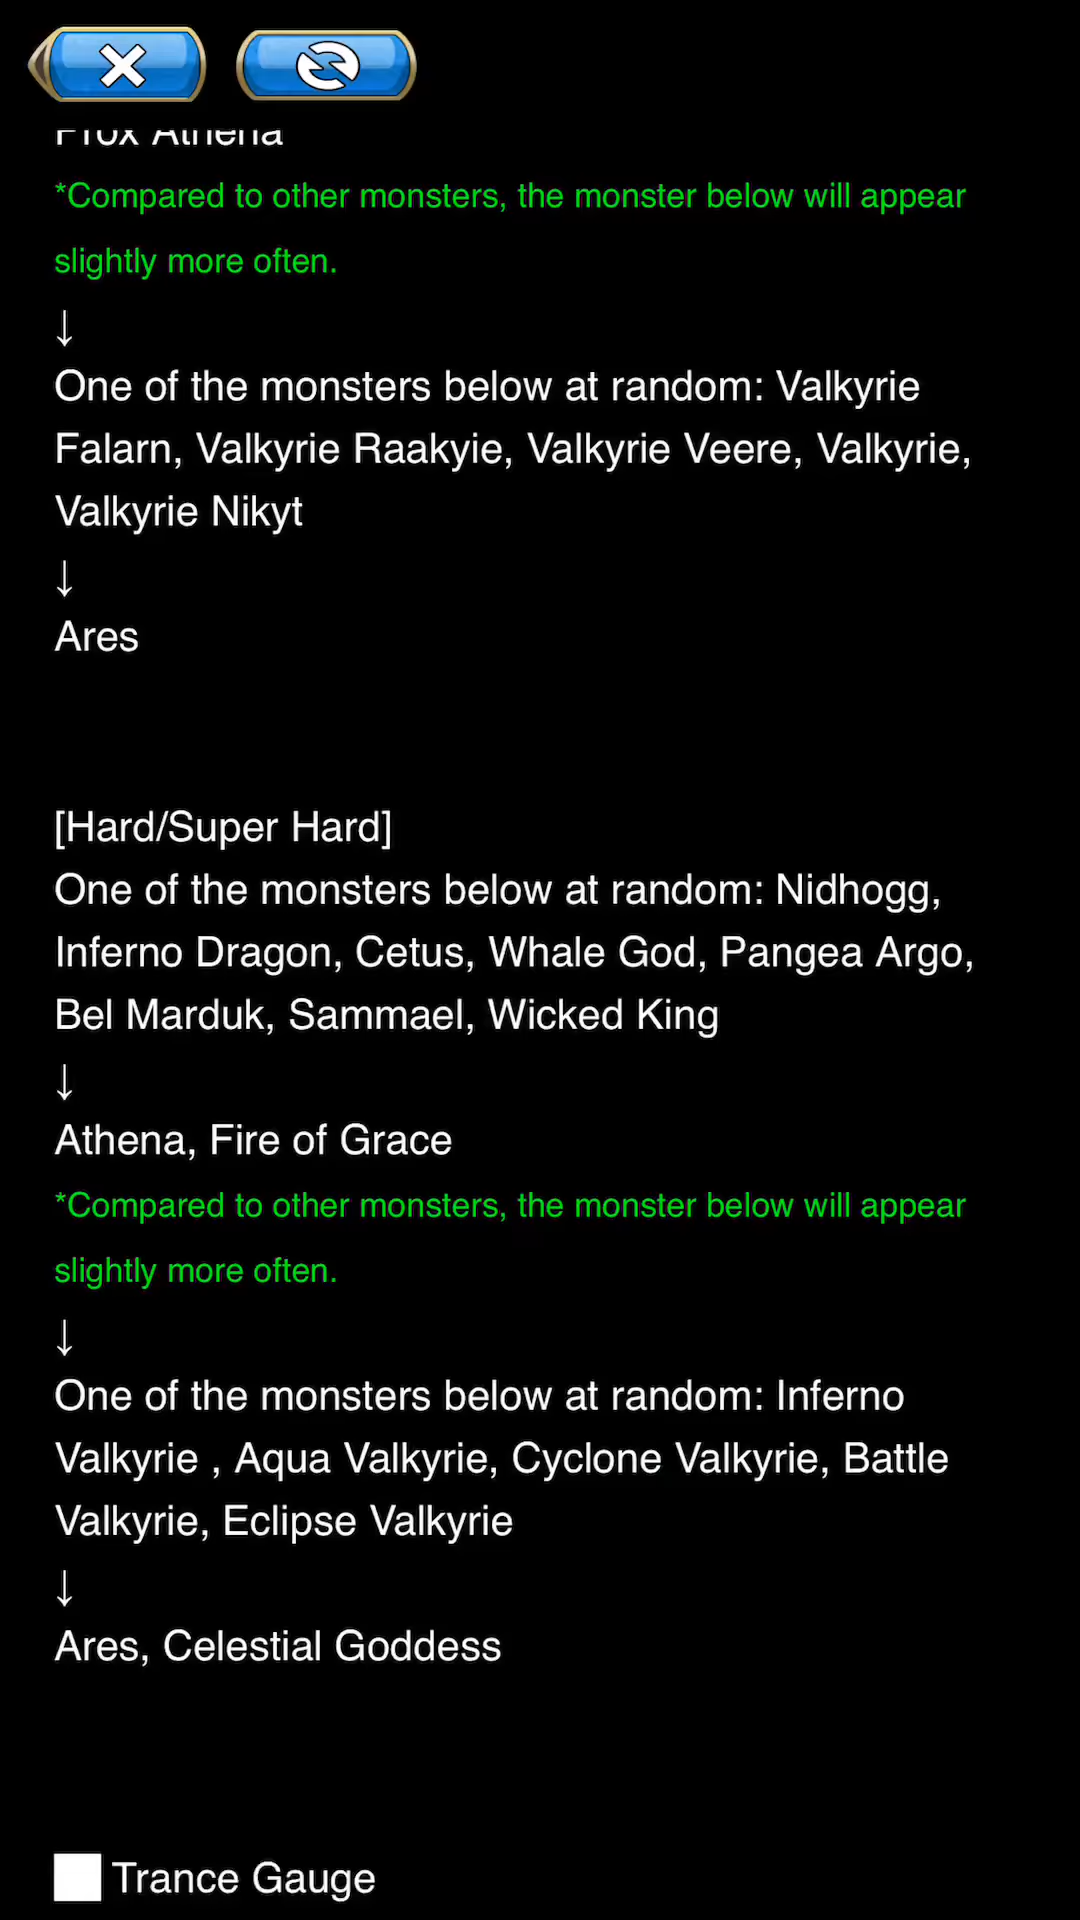 Prox Athena
*Compared to other monsters, the monster below will appear
slightly more often.
↓
One of the monsters below at random: Valkyrie
Falarn, Valkyrie Raakyie, Valkyrie Veere, Valkyrie,
Valkyrie Nikyt
↓
Ares
[Hard/Super Hard]
One of the monsters below at random: Nidhogg,
Inferno Dragon, Cetus, Whale God, Pangea Argo,
Bel Marduk, Sammael, Wicked King
↓
Athena, Fire of Grace
*Compared to other monsters, the monster below will appear
slightly more often.
↓
One of the monsters below at random: Inferno
Valkyrie , Aqua Valkyrie, Cyclone Valkyrie, Battle
Valkyrie, Eclipse Valkyrie
↓
Ares, Celestial Goddess
Trance Gauge